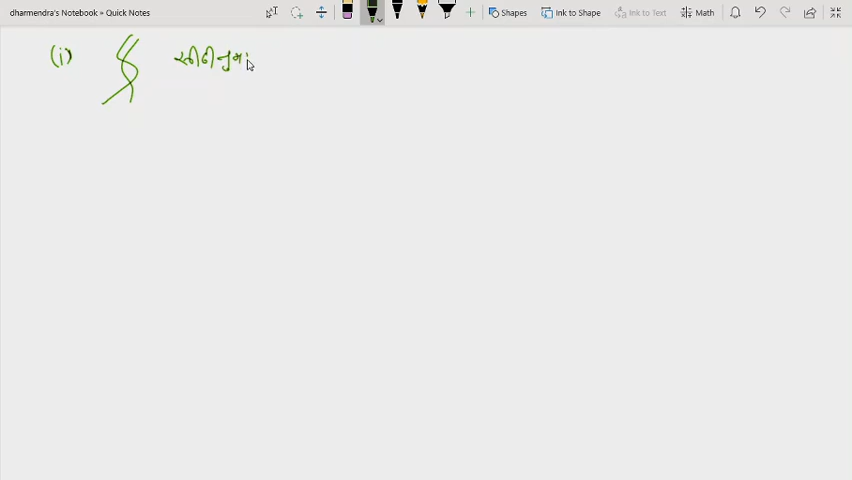 dharmendra's Notebook » Quick Notes
Shapes
Ink to Shape
Ink to Text
Math
(i)